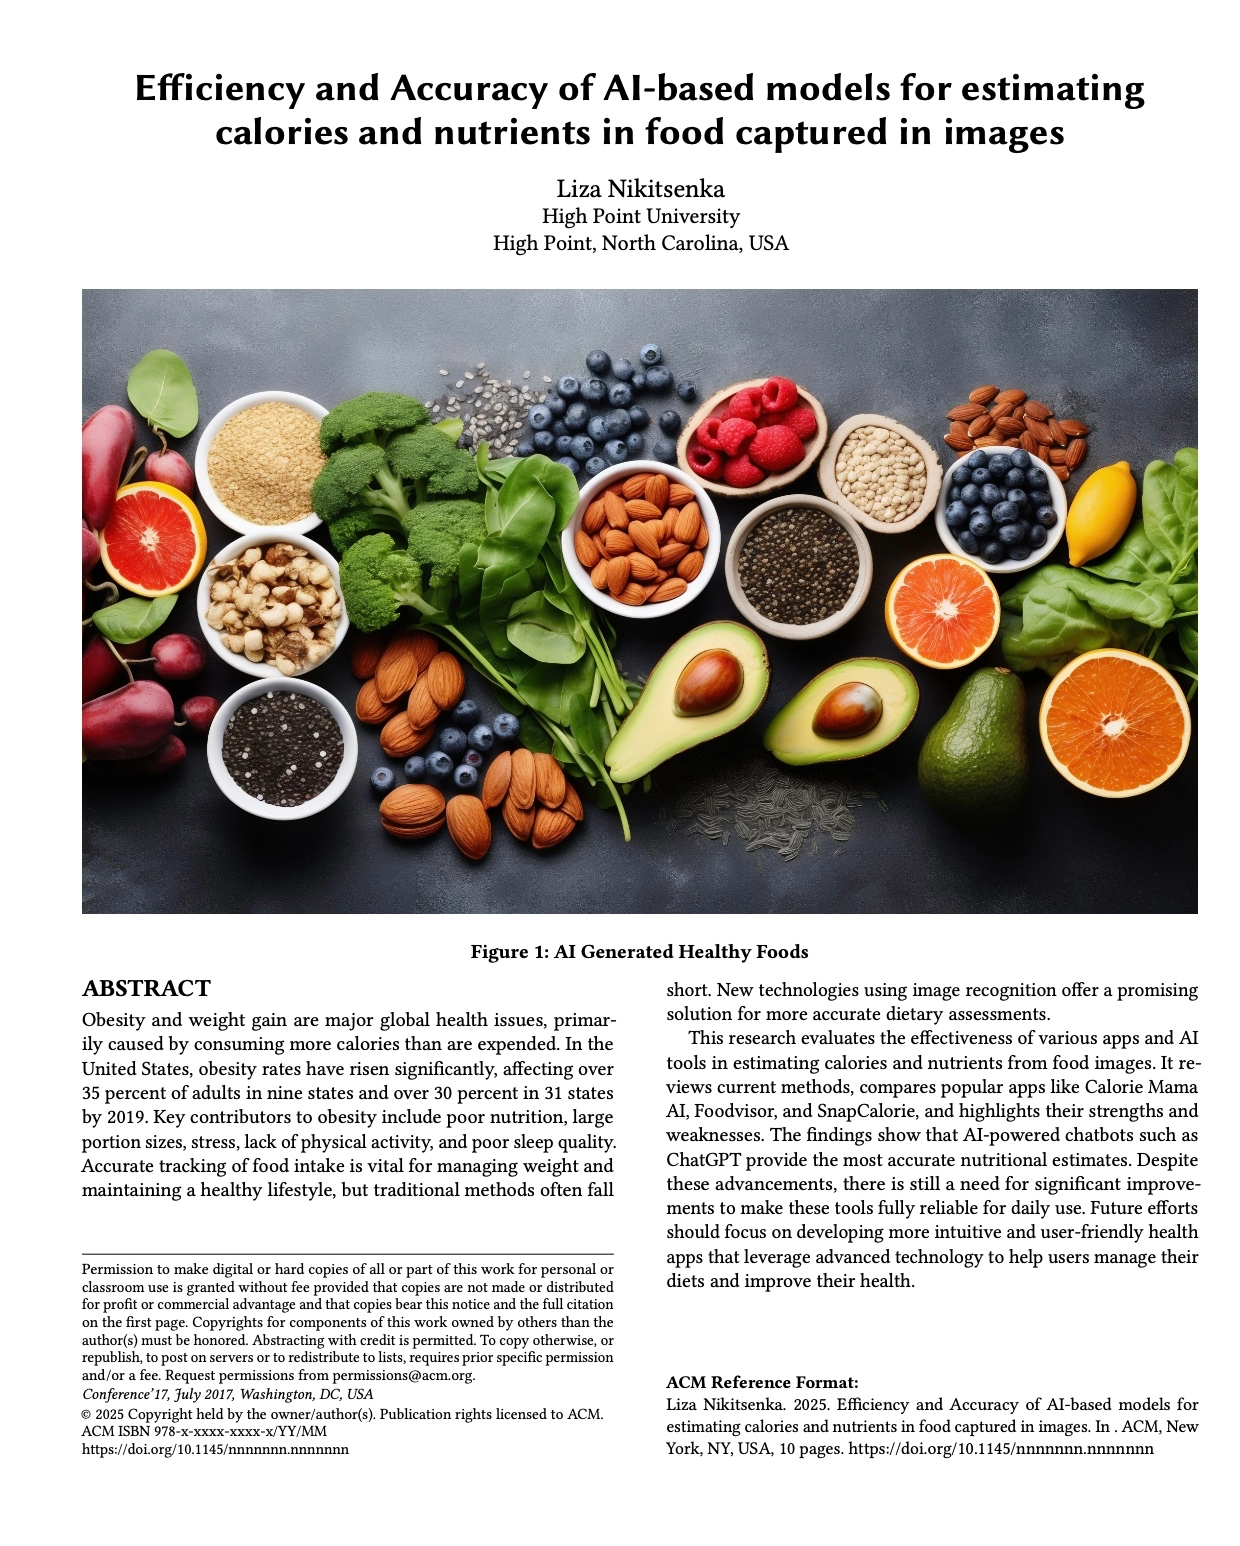 Efficiency and Accuracy of AI-based models for estimating
calories and nutrients in food captured in images
Liza Nikitsenka
High Point University
High Point, North Carolina, USA
Figure 1: AI Generated Healthy Foods
ABSTRACT
Obesity and weight gain are major global health issues, primar-
ily caused by consuming more calories than are expended. In the
United States, obesity rates have risen significantly, affecting over
35 percent of adults in nine states and over 30 percent in 31 states
by 2019. Key contributors to obesity include poor nutrition, large
portion sizes, stress, lack of physical activity, and poor sleep quality.
Accurate tracking of food intake is vital for managing weight and
maintaining a healthy lifestyle, but traditional methods often fall
Permission to make digital or hard copies of all or part of this work for personal or
classroom use is granted without fee provided that copies are not made or distributed
for profit or commercial advantage and that copies bear this notice and the full citation
on the first page. Copyrights for components of this work owned by others than the
author(s) must be honored. Abstracting with credit is permitted. To copy otherwise, or
republish, to post on servers or to redistribute to lists, requires prior specific permission
and/or a fee. Request permissions from permissions@acm.org.
Conference'17, July 2017, Washington, DC, USA
© 2025 Copyright held by the owner/author(s). Publication rights licensed to ACM.
ACM ISBN 978-x-xxxx-xxxx-x/YY/MM
https://doi.org/10.1145/nnnnnnn.nnnnnnn
short. New technologies using image recognition offer a promising
solution for more accurate dietary assessments.
This research evaluates the effectiveness of various apps and AI
tools in estimating calories and nutrients from food images. It re-
views current methods, compares popular apps like Calorie Mama
AI, Foodvisor, and SnapCalorie, and highlights their strengths and
weaknesses. The findings show that AI-powered chatbots such as
ChatGPT provide the most accurate nutritional estimates. Despite
these advancements, there is still a need for significant improve-
ments to make these tools fully reliable for daily use. Future efforts
should focus on developing more intuitive and user-friendly health
apps that leverage advanced technology to help users manage their
diets and improve their health.
ACM Reference Format:
Liza Nikitsenka. 2025. Efficiency and Accuracy of AI-based models for
estimating calories and nutrients in food captured in images. In . ACM, New
York, NY, USA, 10 pages. https://doi.org/10.1145/nnnnnnn.nnnnnnn